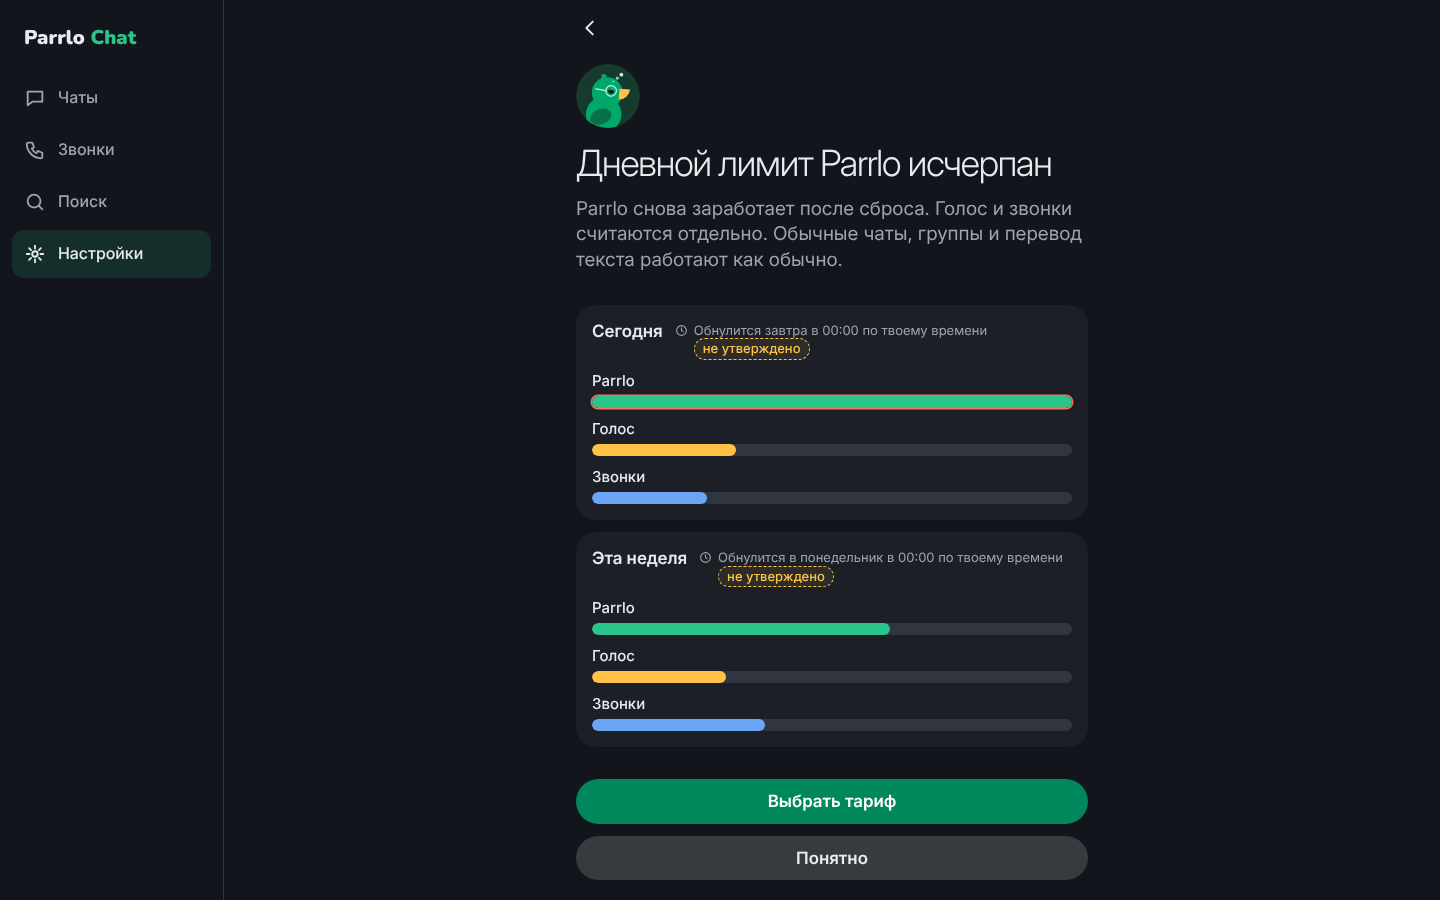 Parrlo Chat
Чаты
Звонки
Поиск
Настройки
Дневной лимит Parrlo исчерпан
Parrlo снова заработает после сброса. Голос и звонки
считаются отдельно. Обычные чаты, группы и перевод
текста работают как обычно.
Сегодня Обнулится завтра в 00:00 по твоему времени
не утверждено
Parrlo
Голос
Звонки
Эта неделя Обнулится в понедельник в 00:00 по твоему времени
не утверждено
Parrlo
Голос
Звонки
Выбрать тариф
Понятно